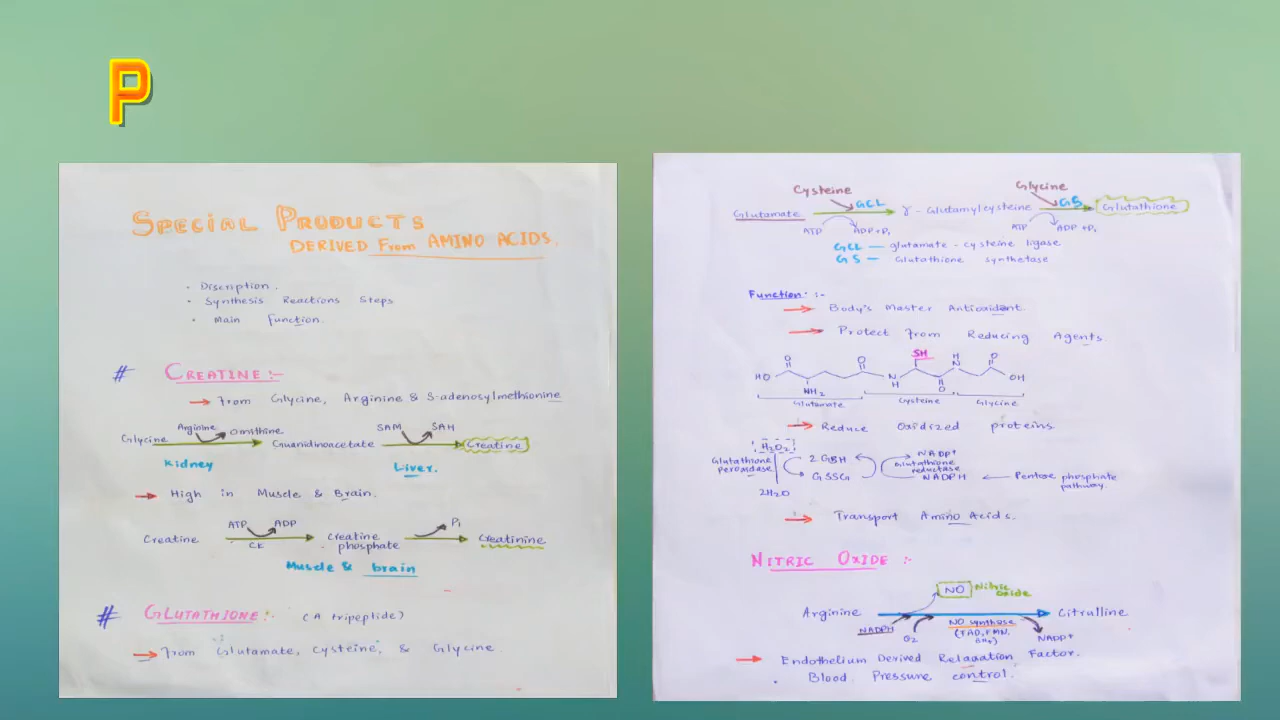 P
SPECIAL PRODUCTS
DERIVED From AMINO ACIDS.
• Discription.
• Synthesis Reactions Steps
• Main function.
# CREATINE :-
→ From Glycine, Arginine & S-adenosylmethionine
Glycine Arginine Ornithine Guanidinoacetate SAM SAH Creatine
Kidney Liver.
→ High in Muscle & Brain.
Creatine ATP ADP CK Creatine phosphate Pi Creatinine
Muscle & brain
# GLUTATHIONE :- (A tripeptide)
→ From Glutamate, Cysteine, & Glycine.
Cysteine Glycine
Glutamate GCL γ-Glutamylcysteine GS Glutathione
ATP ADP+Pi ATP ADP+Pi
GCL — glutamate-cysteine ligase
GS — Glutathione synthetase
Function :-
→ Body's Master Antioxidant.
→ Protect from Reducing Agents.
SH
O O H O
HO N N OH
NH2 H O
Glutamate Cysteine Glycine
→ Reduce Oxidized proteins
H2O2 2 GSH NADP+
Glutathione peroxidase Glutathione reductase
GSSG NADPH ← Pentose phosphate pathway.
2H2O
→ Transport Amino Acids.
NITRIC OXIDE :-
NO Nitric oxide
Arginine Citrulline
NADPH O2 NO synthase NADP+
(FAD, FMN, BH4)
→ Endothelium Derived Relaxation Factor.
• Blood Pressure control.